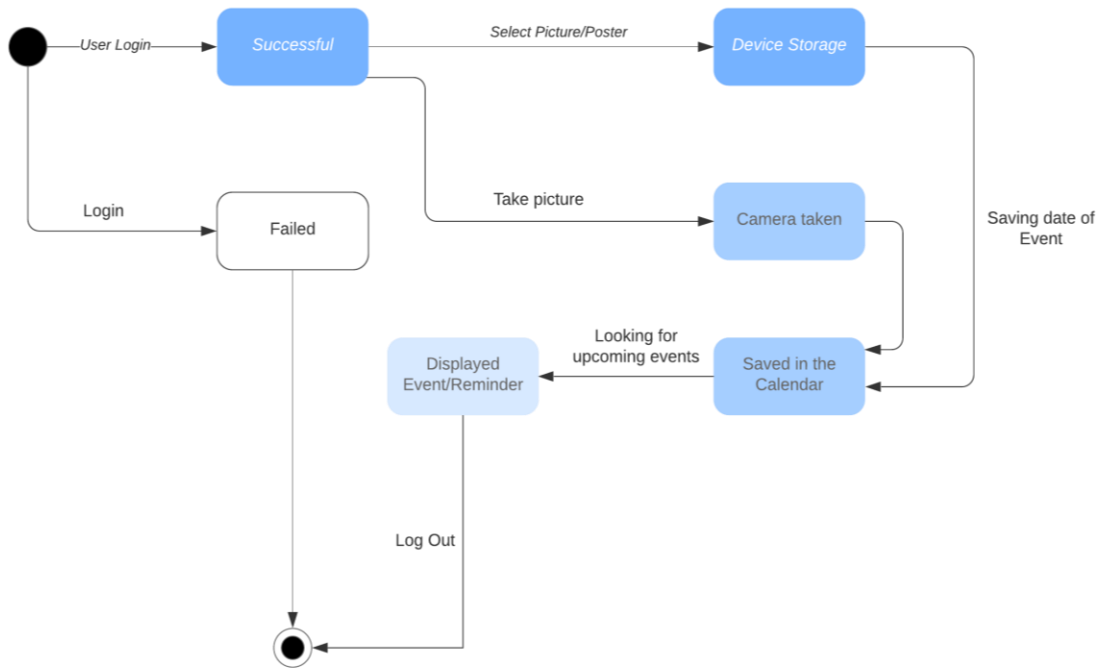 User Login
Successful
Select Picture/Poster
Device Storage
Login
Failed
Take picture
Camera taken
Saving date of
Event
Looking for
upcoming events
Displayed
Event/Reminder
Saved in the
Calendar
Log Out